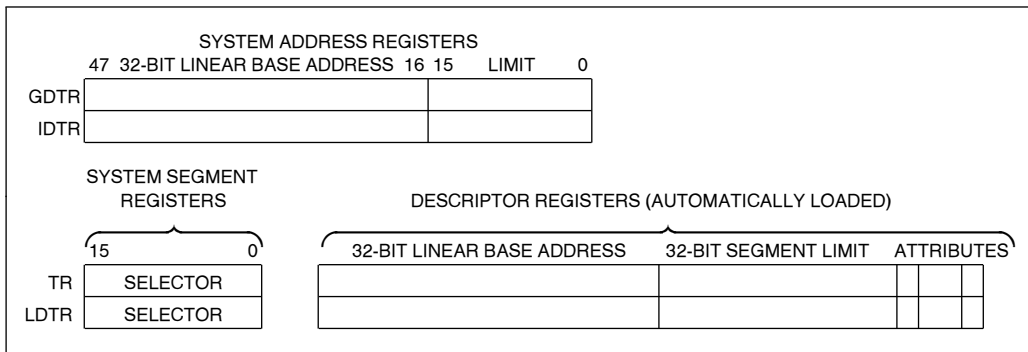 SYSTEM ADDRESS REGISTERS
47 32-BIT LINEAR BASE ADDRESS 16 15 LIMIT 0
GDTR
IDTR
SYSTEM SEGMENT
REGISTERS
DESCRIPTOR REGISTERS (AUTOMATICALLY LOADED)
15 0
32-BIT LINEAR BASE ADDRESS 32-BIT SEGMENT LIMIT ATTRIBUTES
TR SELECTOR
LDTR SELECTOR